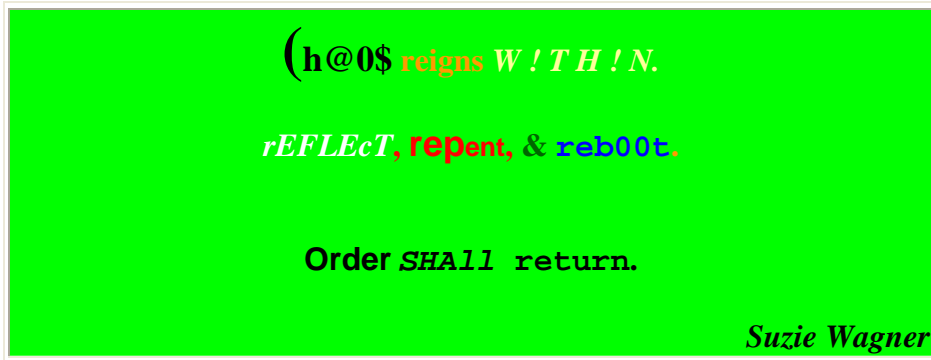 (h@0$ reigns W ! T H ! N.
rEFLEcT, repent, & reb00t.
Order SHAll return.
Suzie Wagner